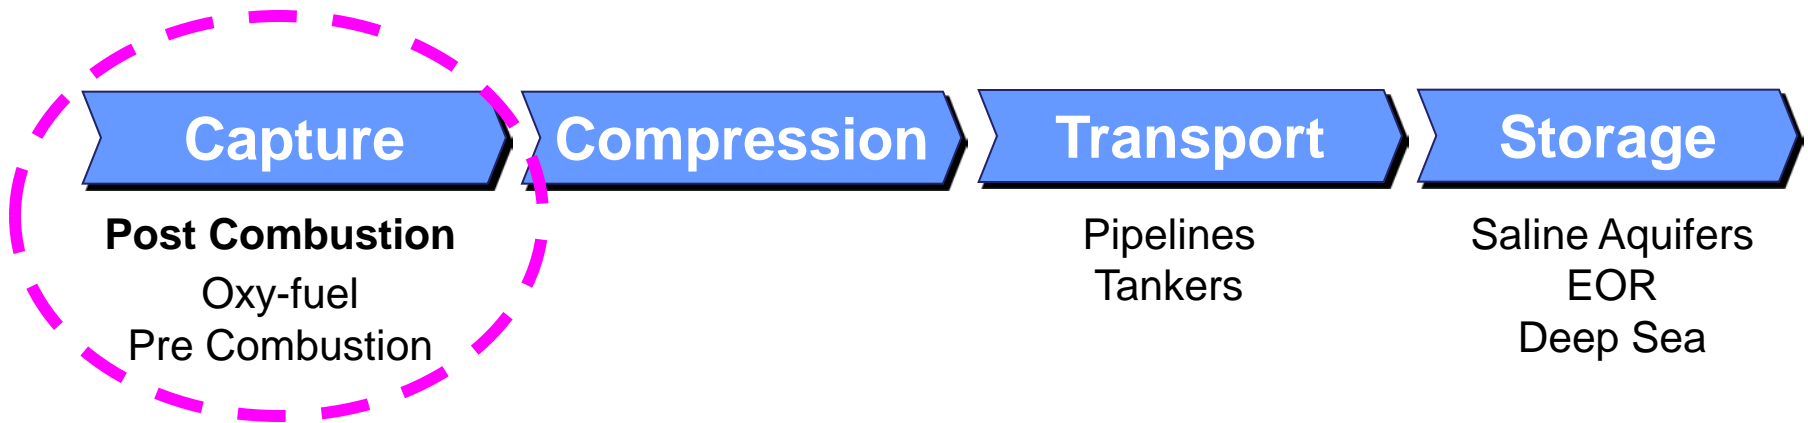 Capture
Compression
Transport
Storage
Post Combustion
Oxy-fuel
Pre Combustion
Pipelines
Tankers
Saline Aquifers
EOR
Deep Sea